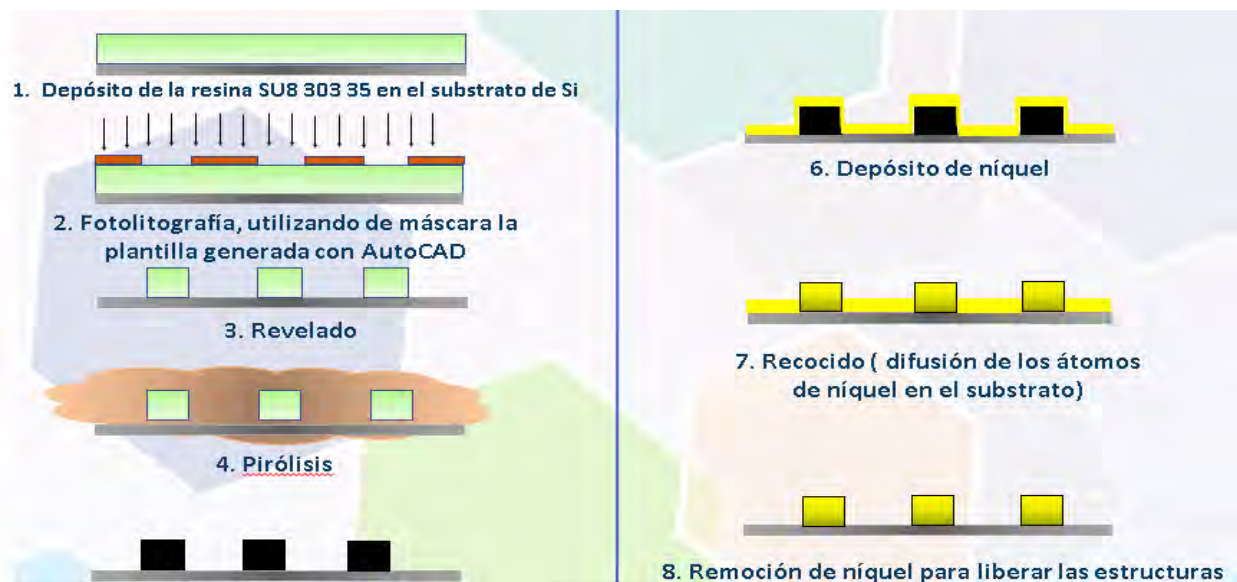 1. Depósito de la resina SU8 303 35 en el substrato de Si
2. Fotolitografía, utilizando de máscara la
plantilla generada con AutoCAD
3. Revelado
4. Pirólisis
6. Depósito de níquel
7. Recocido ( difusión de los átomos
de níquel en el substrato)
8. Remoción de níquel para liberar las estructuras